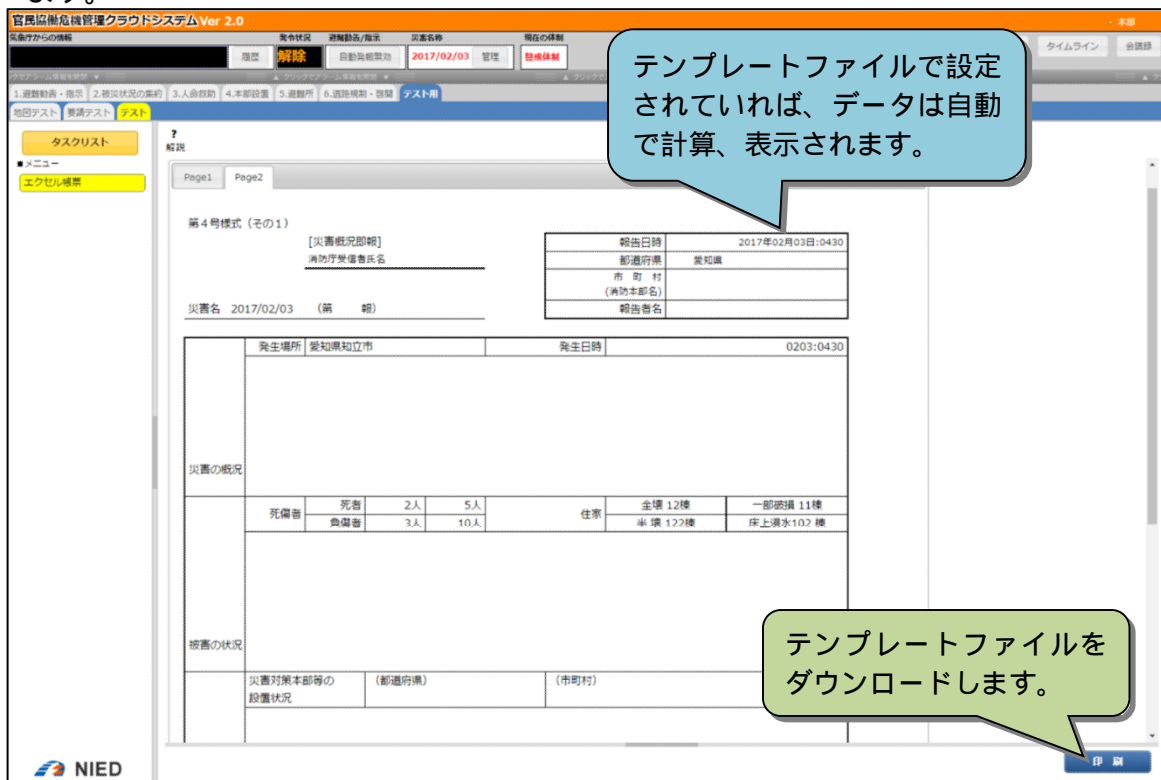 ます。
官民協働危機管理クラウドシステム Ver 2.0
本部
気象庁からの情報 発令状況 避難勧告/指示 災害名称 現在の体制
履歴 解除 自動発報 2017/02/03 管理 警戒体制 タイムライン 会議録
1.避難勧告・指示 2.被災状況の集約 3.人命救助 4.本部設置 5.避難所 6.道路規制・啓開 テスト用
地図テスト 要請テスト テスト
テンプレートファイルで設定
されていれば、データは自動
で計算、表示されます。
タスクリスト
■メニュー
エクセル帳票
?
解説
Page1 Page2
第4号様式(その1)
[災害概況即報]
消防庁受信者氏名
災害名 2017/02/03 (第 報)
報告日時 2017年02月03日:0430
都道府県 愛知県
市 町 村
(消防本部名)
報告者名
発生場所 愛知県知立市 発生日時 0203:0430
災害の概況
死傷者 死者 2人 5人 住家 全壊 12棟 一部破損 11棟
負傷者 3人 10人 半 壊 122棟 床上浸水102 棟
被害の状況
災害対策本部等の (都道府県) (市町村)
設置状況
テンプレートファイルを
ダウンロードします。
印 刷
NIED